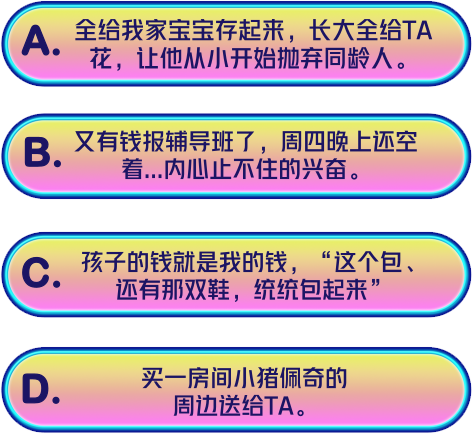 A. 全给我家宝宝存起来，长大全给TA
花，让他从小开始抛弃同龄人。
B. 又有钱报辅导班了，周四晚上还空
着...内心止不住的兴奋。
C. 孩子的钱就是我的钱，“这个包、
还有那双鞋，统统包起来”
D. 买一房间小猪佩奇的
周边送给TA。